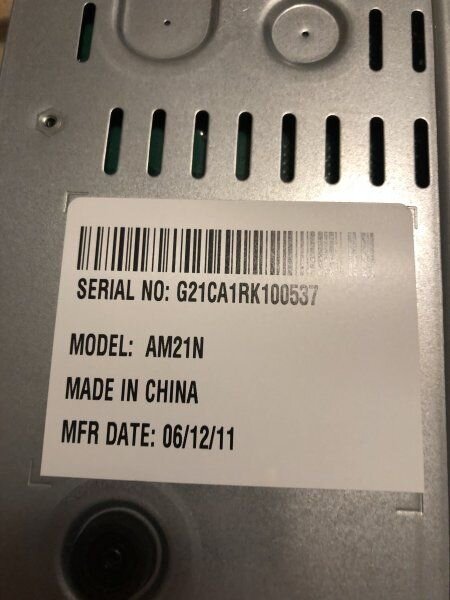 SERIAL NO: G21CA1RK100537
MODEL: AM21N
MADE IN CHINA
MFR DATE: 06/12/11